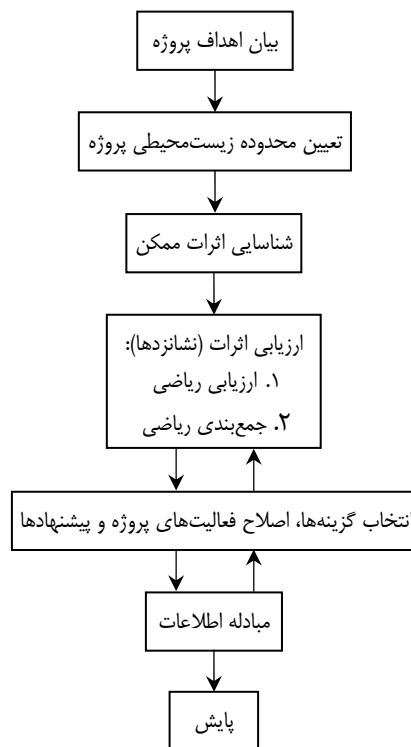 بیان اهداف پروژه
تعیین محدوده زیست‌محیطی پروژه
شناسایی اثرات ممکن
ارزیابی اثرات (نشانزدها):
۱. ارزیابی ریاضی
۲. جمع‌بندی ریاضی
انتخاب گزینه‌ها، اصلاح فعالیت‌های پروژه و پیشنهادها
مبادله اطلاعات
پایش